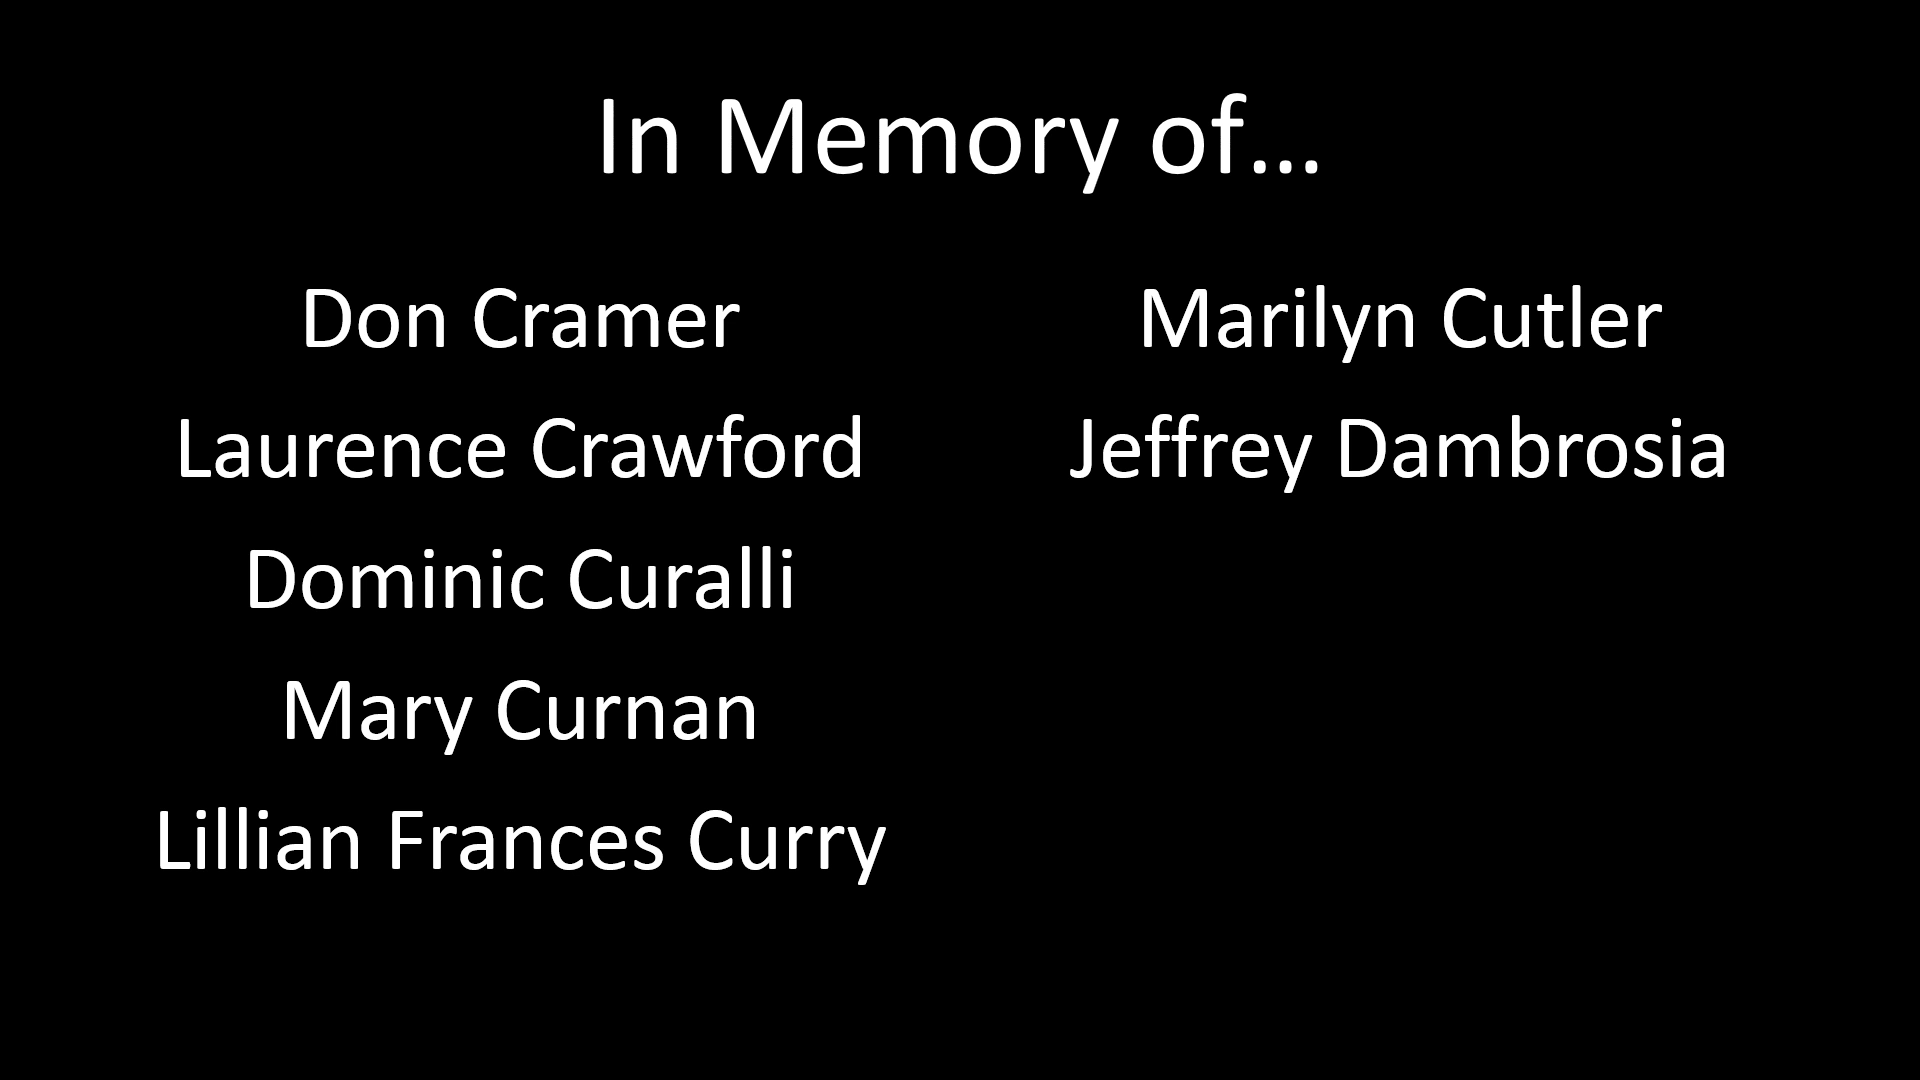 In Memory of...
Don Cramer
Laurence Crawford
Dominic Curalli
Mary Curnan
Lillian Frances Curry
Marilyn Cutler
Jeffrey Dambrosia